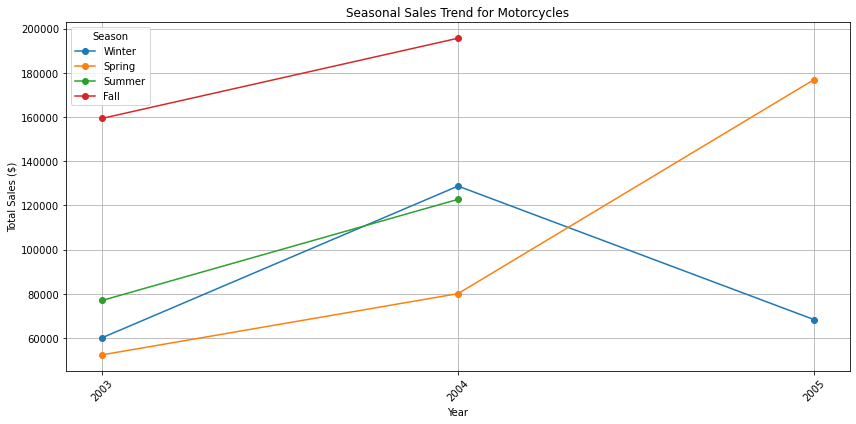 Seasonal Sales Trend for Motorcycles
Season
Winter
Spring
Summer
Fall
Total Sales ($)
200000
180000
160000
140000
120000
100000
80000
60000
2003
2004
2005
Year